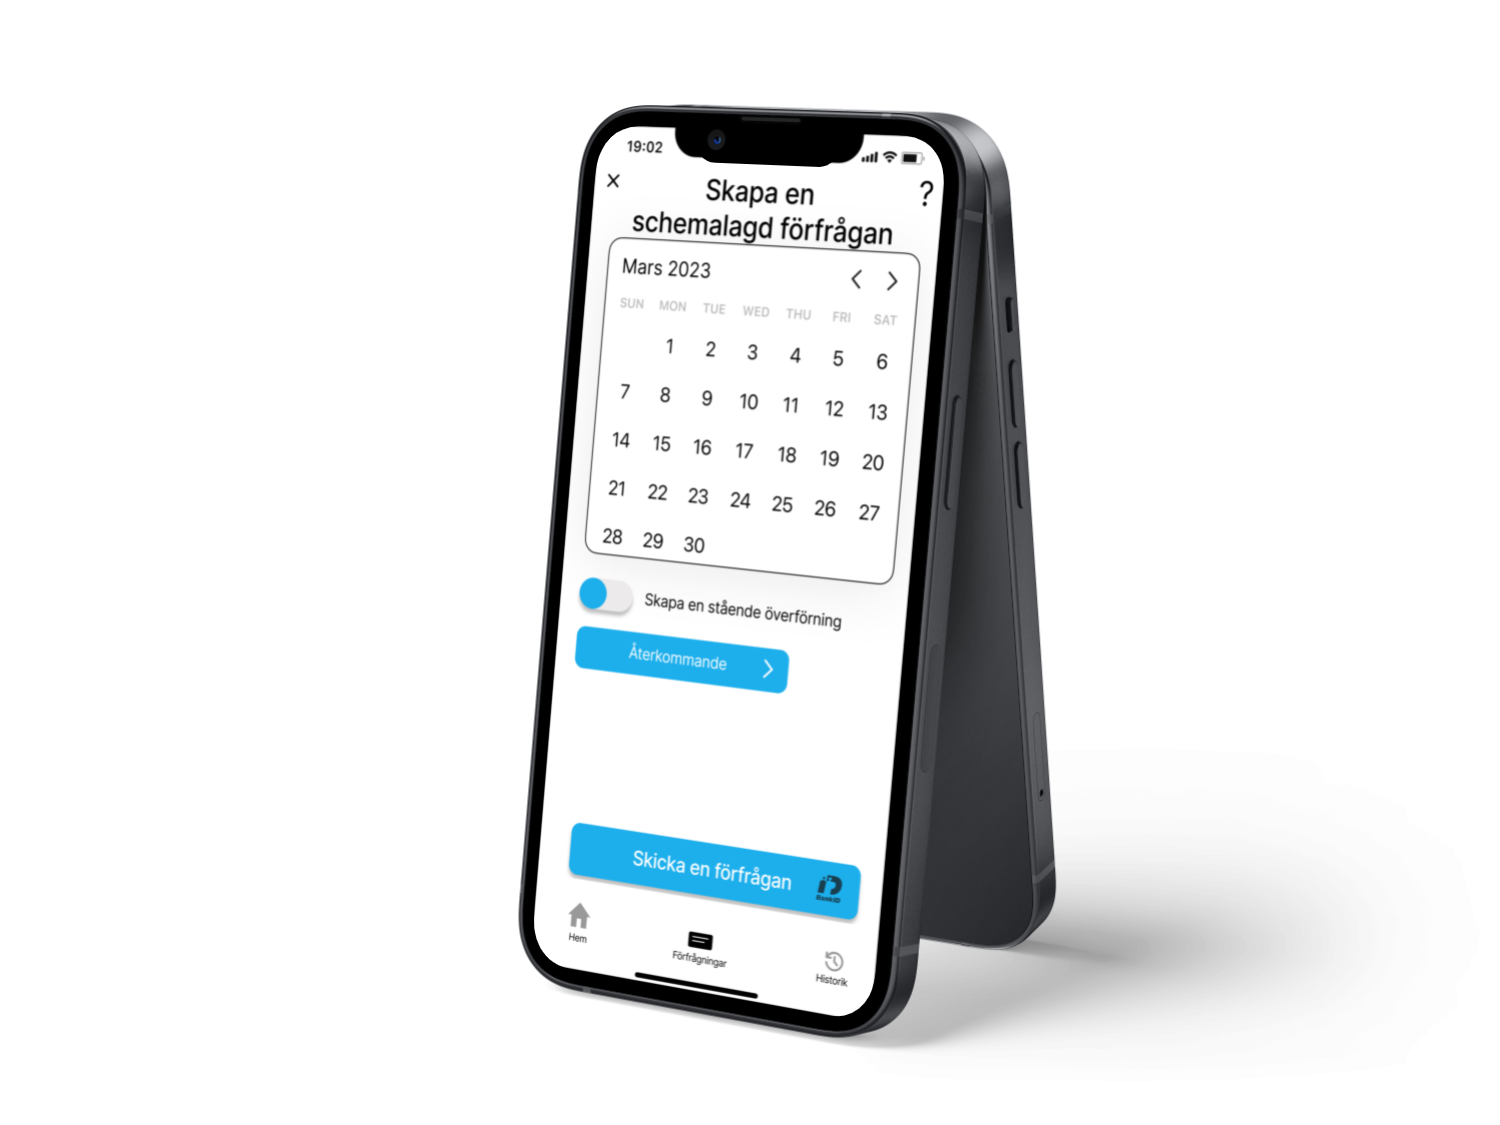 19:02
× ?
Skapa en
schemalagd förfrågan
Mars 2023
SUN MON TUE WED THU FRI SAT
1 2 3 4 5 6
7 8 9 10 11 12 13
14 15 16 17 18 19 20
21 22 23 24 25 26 27
28 29 30
Skapa en stående överförning
Återkommande
Skicka en förfrågan
BankID
Hem
Förfrågningar
Historik